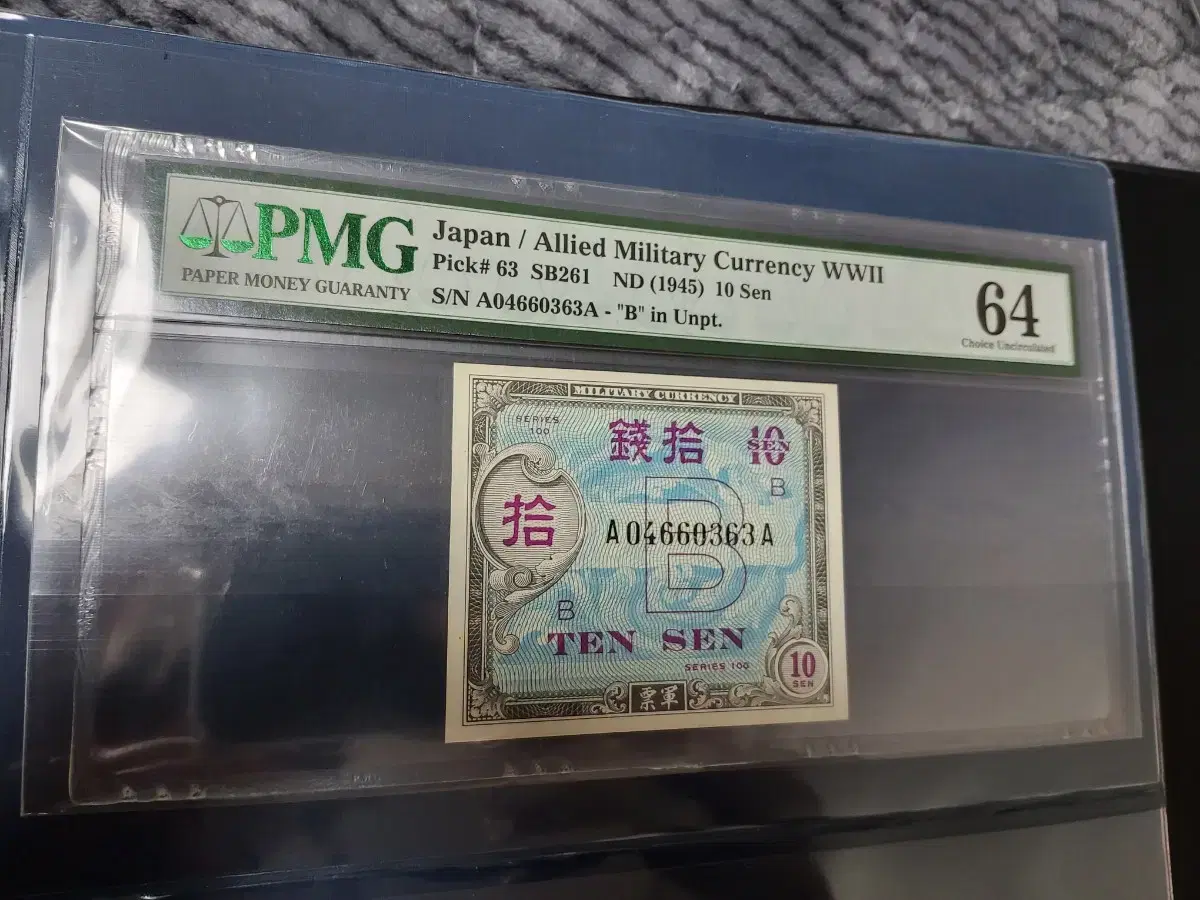 PMG
PAPER MONEY GUARANTY
Japan / Allied Military Currency WWII
Pick# 63 SB261 ND (1945) 10 Sen
S/N A04660363A - "B" in Unpt.
64
Choice Uncirculated
MILITARY CURRENCY
SERIES
100
錢拾
10
SEN
B
拾
A04660363A
B
B
TEN SEN
SERIES 100
10
SEN
票軍